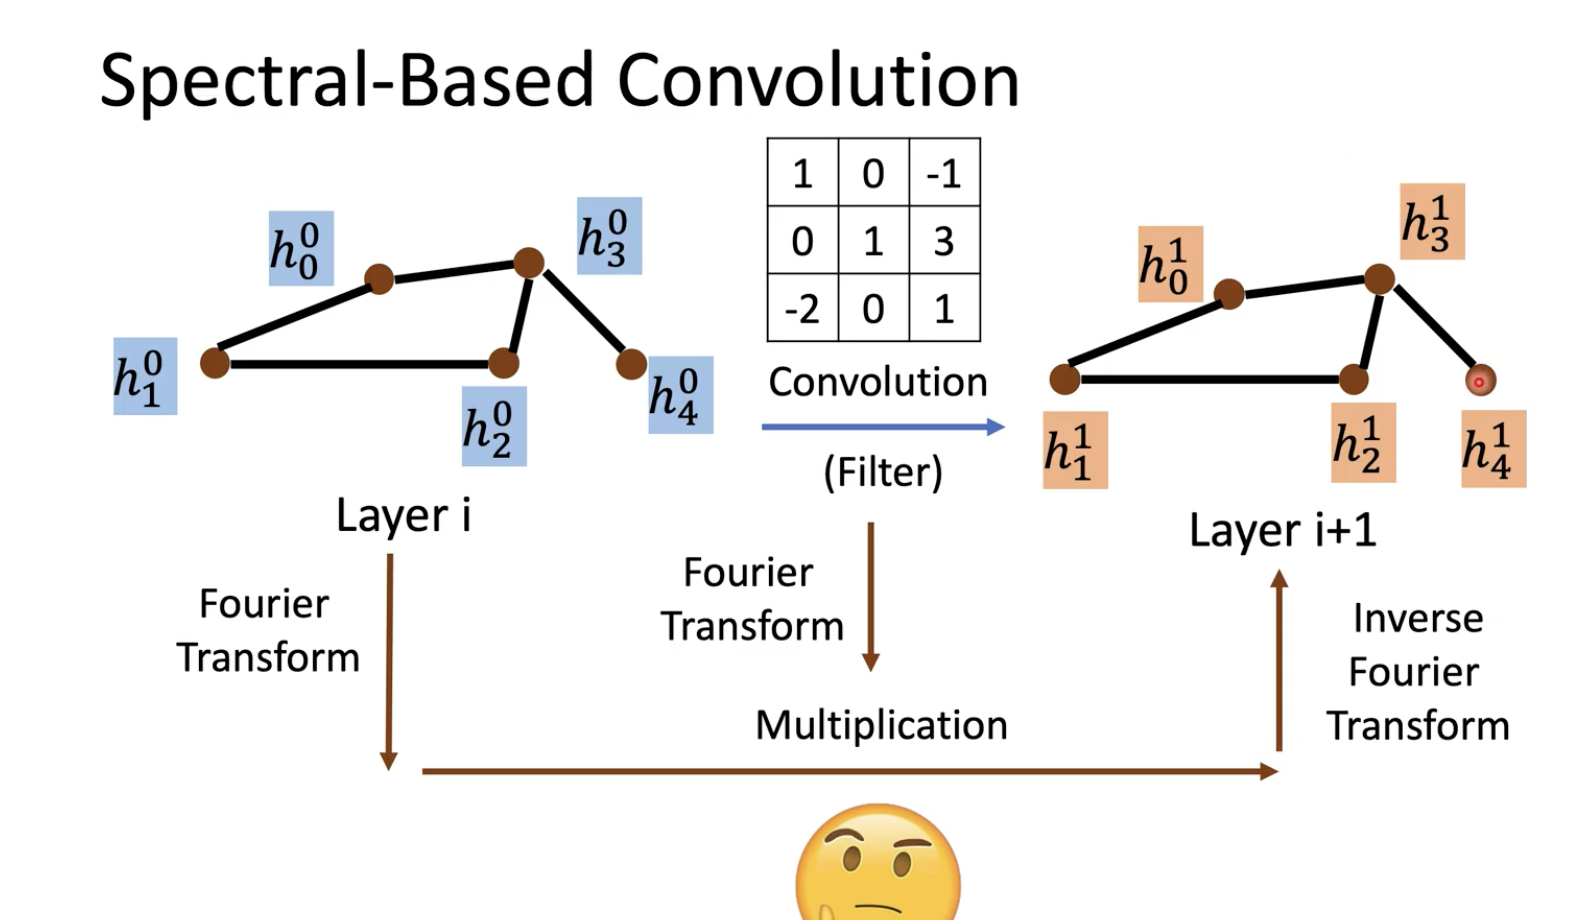 Spectral-Based Convolution
h_0^0
h_3^0
h_1^0
h_2^0
h_4^0
Layer i
1 0 -1
0 1 3
-2 0 1
Convolution
(Filter)
h_0^1
h_3^1
h_1^1
h_2^1
h_4^1
Layer i+1
Fourier
Transform
Fourier
Transform
Multiplication
Inverse
Fourier
Transform